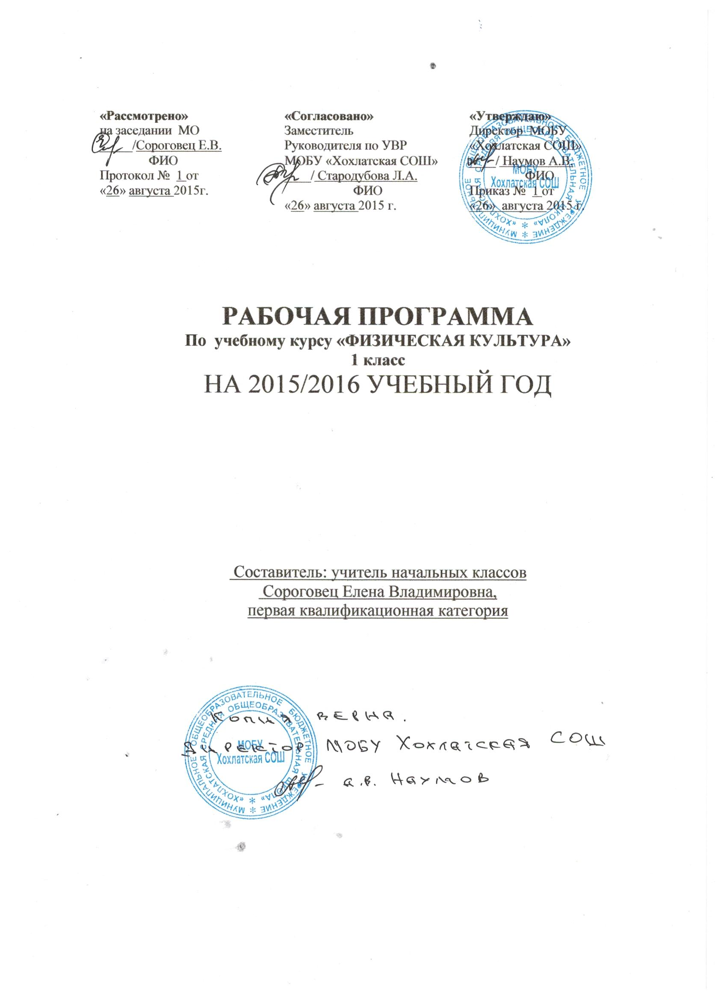 «Рассмотрено»
на заседании МО
_____/Сороговец Е.В.
ФИО
Протокол № 1 от
«26» августа 2015г.
«Согласовано»
Заместитель
Руководителя по УВР
МОБУ «Хохлатская СОШ»
____/ Стародубова Л.А.
ФИО
«26» августа 2015 г.
«Утверждаю»
Директор МОБУ
«Хохлатская СОШ»
____/ Наумов А.В.
ФИО
Приказ № 1 от
«26» августа 2015 г.
МУНИЦИПАЛЬНОЕ ОБЩЕОБРАЗОВАТЕЛЬНОЕ БЮДЖЕТНОЕ УЧРЕЖДЕНИЕ
«ХОХЛАТСКАЯ СРЕДНЯЯ ОБЩЕОБРАЗОВАТЕЛЬНАЯ ШКОЛА»
МОБУ
Хохлатская СОШ
РАБОЧАЯ ПРОГРАММА
По учебному курсу «ФИЗИЧЕСКАЯ КУЛЬТУРА»
1 класс
НА 2015/2016 УЧЕБНЫЙ ГОД
Составитель: учитель начальных классов
Сороговец Елена Владимировна,
первая квалификационная категория
Копия верна.
Директор МОБУ Хохлатская СОШ
А.В. Наумов
МУНИЦИПАЛЬНОЕ ОБЩЕОБРАЗОВАТЕЛЬНОЕ БЮДЖЕТНОЕ УЧРЕЖДЕНИЕ
«ХОХЛАТСКАЯ СРЕДНЯЯ ОБЩЕОБРАЗОВАТЕЛЬНАЯ ШКОЛА»
МОБУ
Хохлатская СОШ